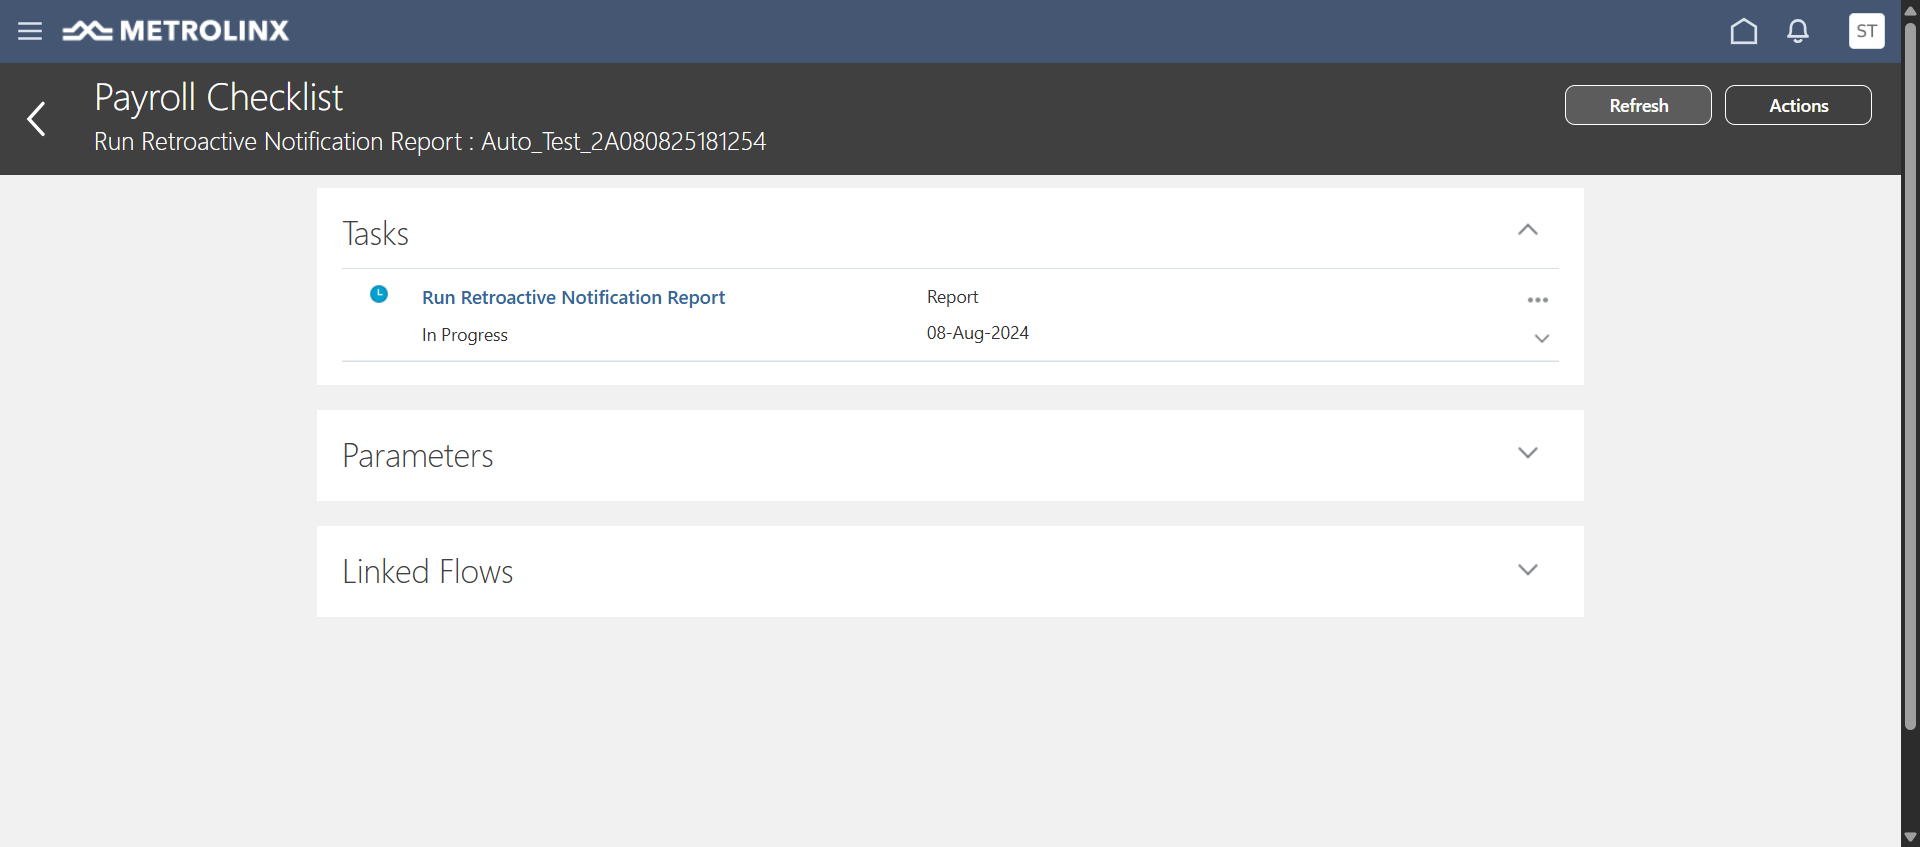 METROLINX
ST
Payroll Checklist
Run Retroactive Notification Report : Auto_Test_2A080825181254
Refresh
Actions
Tasks
Run Retroactive Notification Report
Report
In Progress
08-Aug-2024
Parameters
Linked Flows